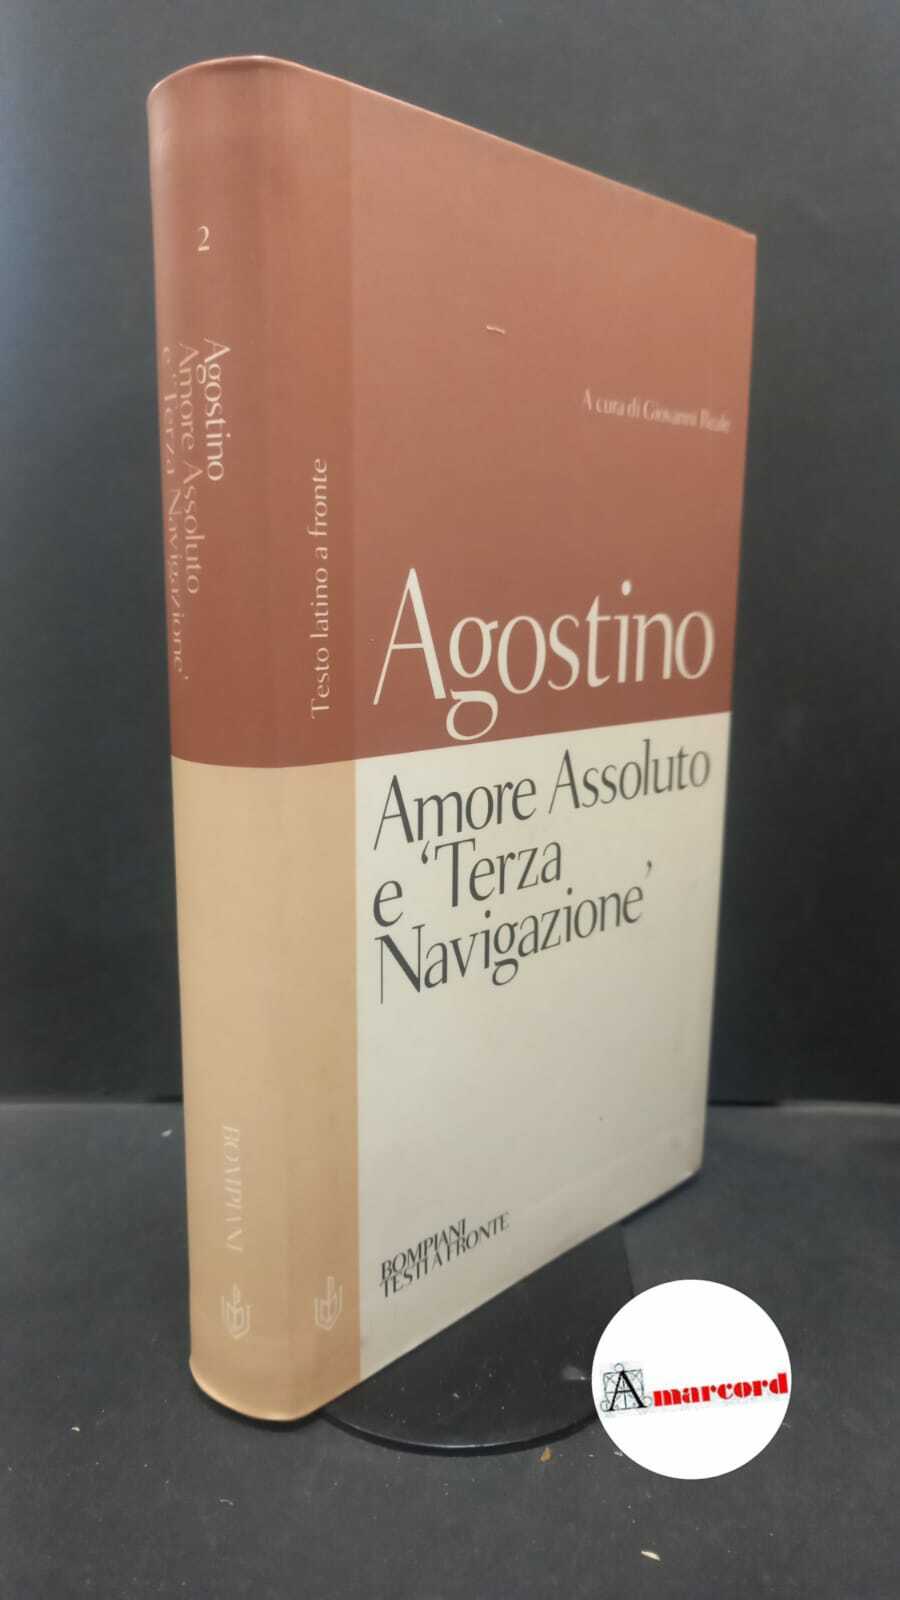 2
Agostino
Amore Assoluto
e 'Terza Navigazione'
BOMPIANI
Testo latino a fronte
A cura di Giovanni Reale
Agostino
Amore Assoluto
e 'Terza
Navigazione'
BOMPIANI
TESTI A FRONTE
Amarcord